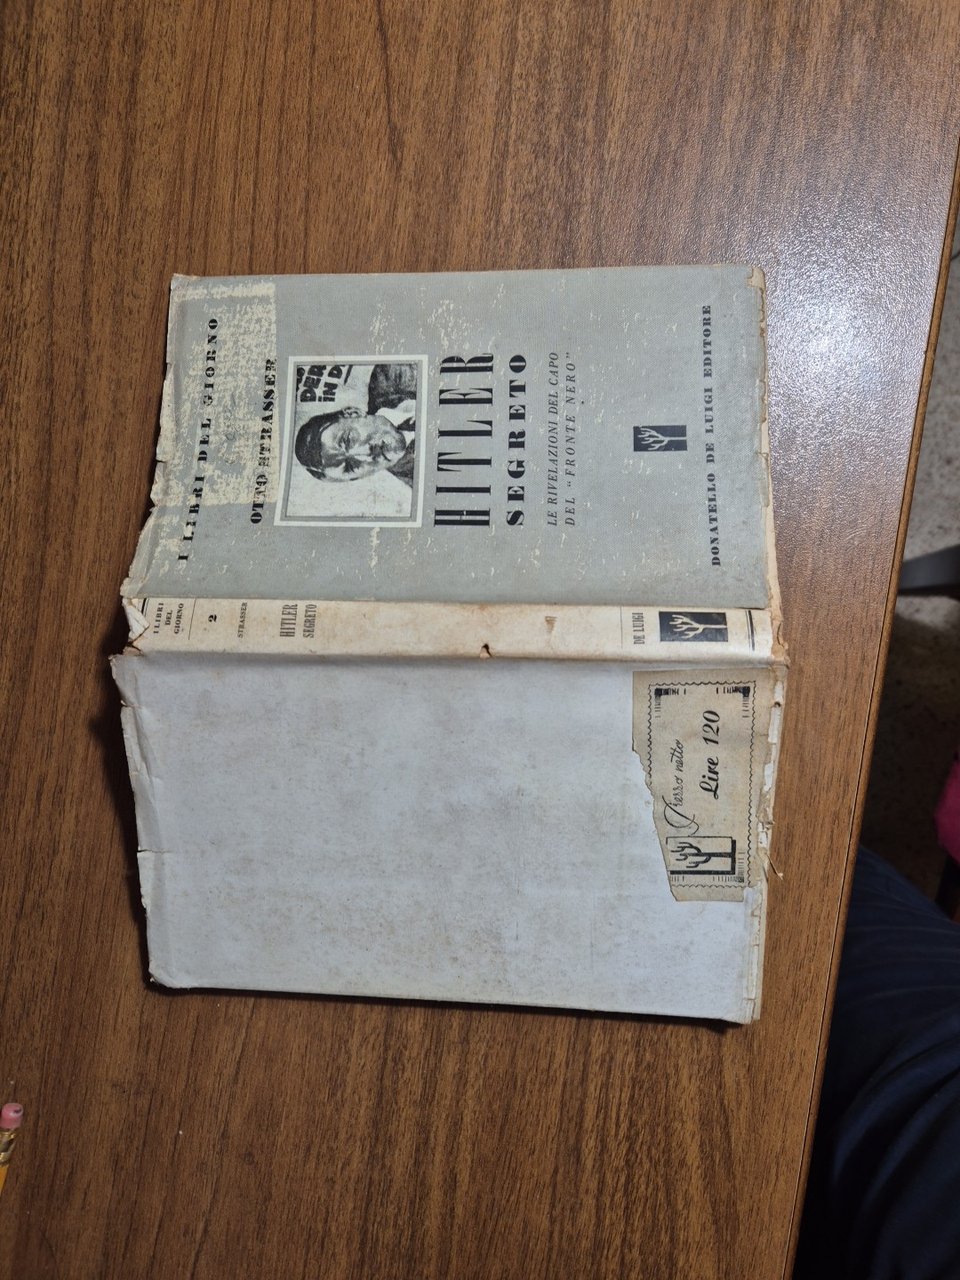 I LIBRI DEL GIORNO
OTTO STRASSER
DER
IN D
HITLER
SEGRETO
LE RIVELAZIONI DEL CAPO
DEL “FRONTE NERO”
DONATELLO DE LUIGI EDITORE
I LIBRI
DEL
GIORNO
2
STRASSER
HITLER
SEGRETO
DE LUIGI
Prezzo netto
Lire 120